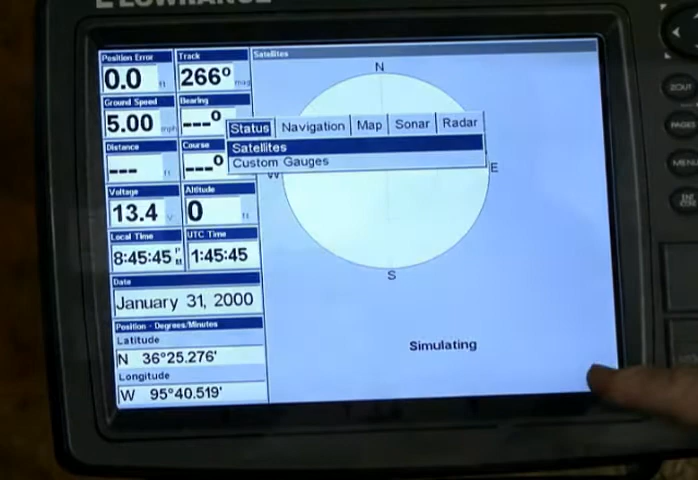 LOWRANCE
Position Error
Track
Satellites
0.0 ft
266° mag
Ground Speed
Bearing
5.00 mph
---°
Distance
Course
--- ft
---°
Voltage
Altitude
13.4 v
0 ft
Local Time
UTC Time
8:45:45 PM
1:45:45
Date
January 31, 2000
Position - Degrees/Minutes
Latitude
N 36°25.276'
Longitude
W 95°40.519'
N
Status Navigation Map Sonar Radar
Satellites
Custom Gauges
W
E
S
Simulating
ZOUT
PAGES
MENU